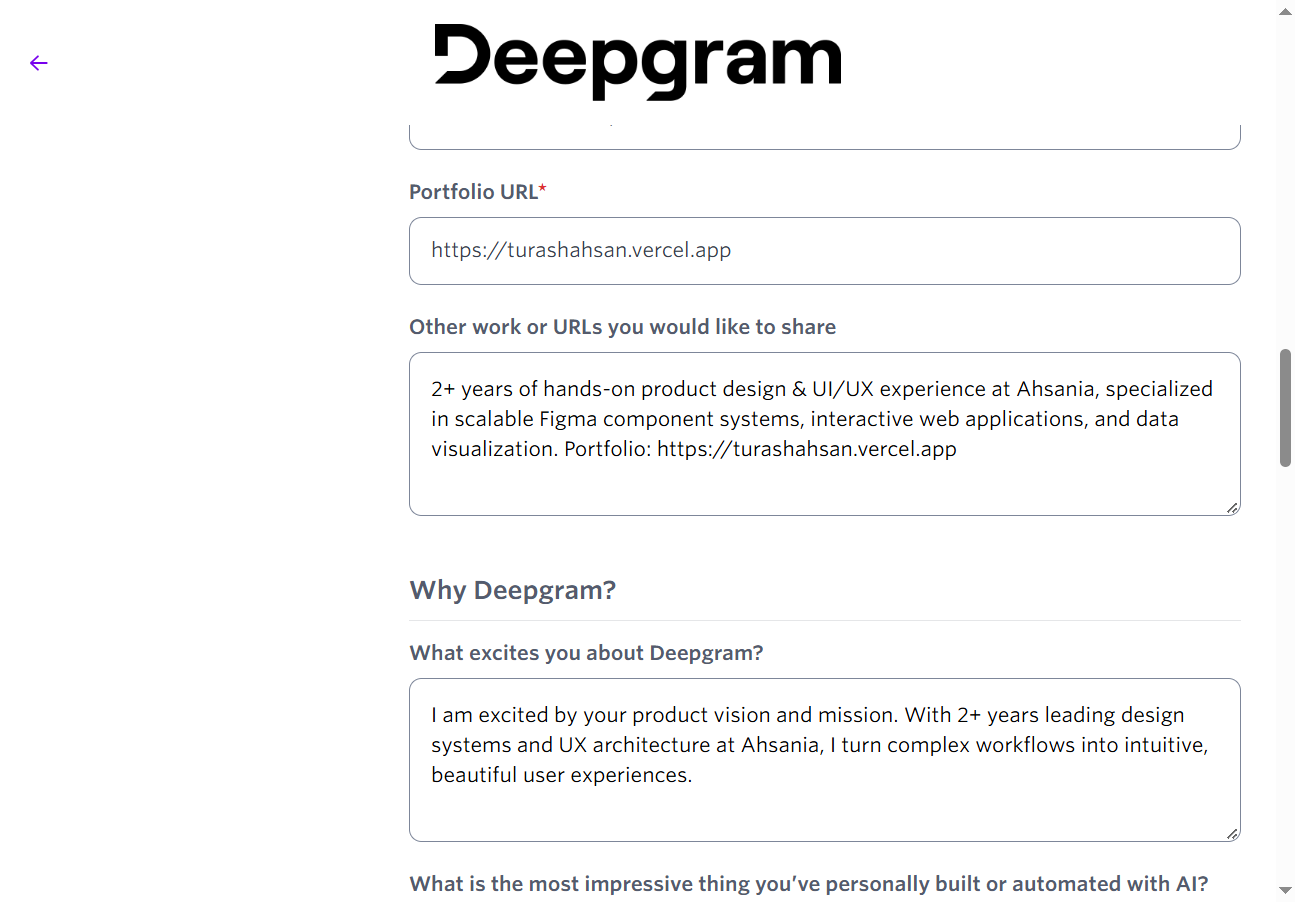 Deepgram
Portfolio URL*
https://turashahsan.vercel.app
Other work or URLs you would like to share
2+ years of hands-on product design & UI/UX experience at Ahsania, specialized
in scalable Figma component systems, interactive web applications, and data
visualization. Portfolio: https://turashahsan.vercel.app
Why Deepgram?
What excites you about Deepgram?
I am excited by your product vision and mission. With 2+ years leading design
systems and UX architecture at Ahsania, I turn complex workflows into intuitive,
beautiful user experiences.
What is the most impressive thing you’ve personally built or automated with AI?